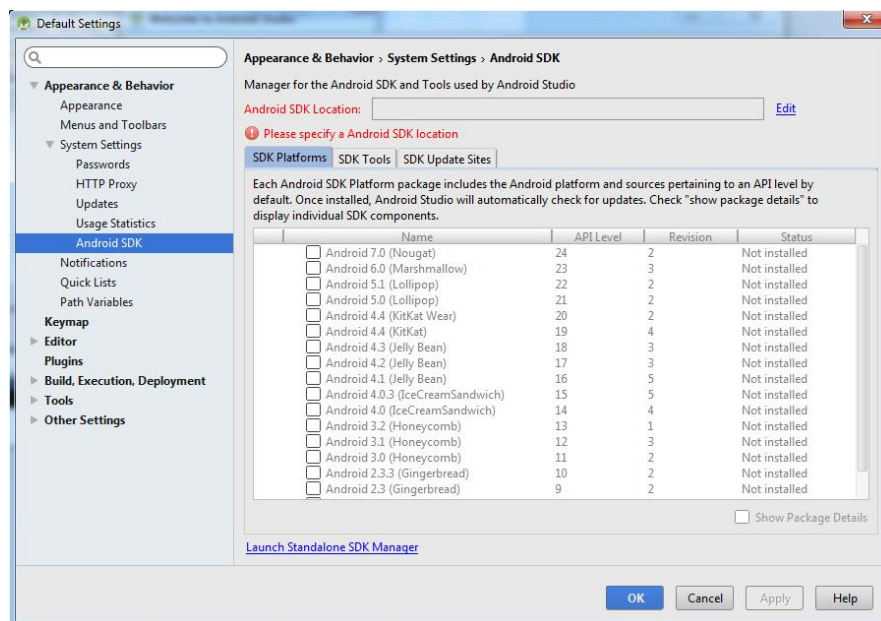 Default Settings
Welcome to Android Studio
Appearance & Behavior
Appearance
Menus and Toolbars
System Settings
Passwords
HTTP Proxy
Updates
Usage Statistics
Android SDK
Notifications
Quick Lists
Path Variables
Keymap
Editor
Plugins
Build, Execution, Deployment
Tools
Other Settings
Appearance & Behavior › System Settings › Android SDK
Manager for the Android SDK and Tools used by Android Studio
Android SDK Location: Edit
Please specify a Android SDK location
SDK Platforms SDK Tools SDK Update Sites
Each Android SDK Platform package includes the Android platform and sources pertaining to an API level by
default. Once installed, Android Studio will automatically check for updates. Check "show package details" to
display individual SDK components.
Name API Level Revision Status
Android 7.0 (Nougat) 24 2 Not installed
Android 6.0 (Marshmallow) 23 3 Not installed
Android 5.1 (Lollipop) 22 2 Not installed
Android 5.0 (Lollipop) 21 2 Not installed
Android 4.4 (KitKat Wear) 20 2 Not installed
Android 4.4 (KitKat) 19 4 Not installed
Android 4.3 (Jelly Bean) 18 3 Not installed
Android 4.2 (Jelly Bean) 17 3 Not installed
Android 4.1 (Jelly Bean) 16 5 Not installed
Android 4.0.3 (IceCreamSandwich) 15 5 Not installed
Android 4.0 (IceCreamSandwich) 14 4 Not installed
Android 3.2 (Honeycomb) 13 1 Not installed
Android 3.1 (Honeycomb) 12 3 Not installed
Android 3.0 (Honeycomb) 11 2 Not installed
Android 2.3.3 (Gingerbread) 10 2 Not installed
Android 2.3 (Gingerbread) 9 2 Not installed
Show Package Details
Launch Standalone SDK Manager
OK Cancel Apply Help